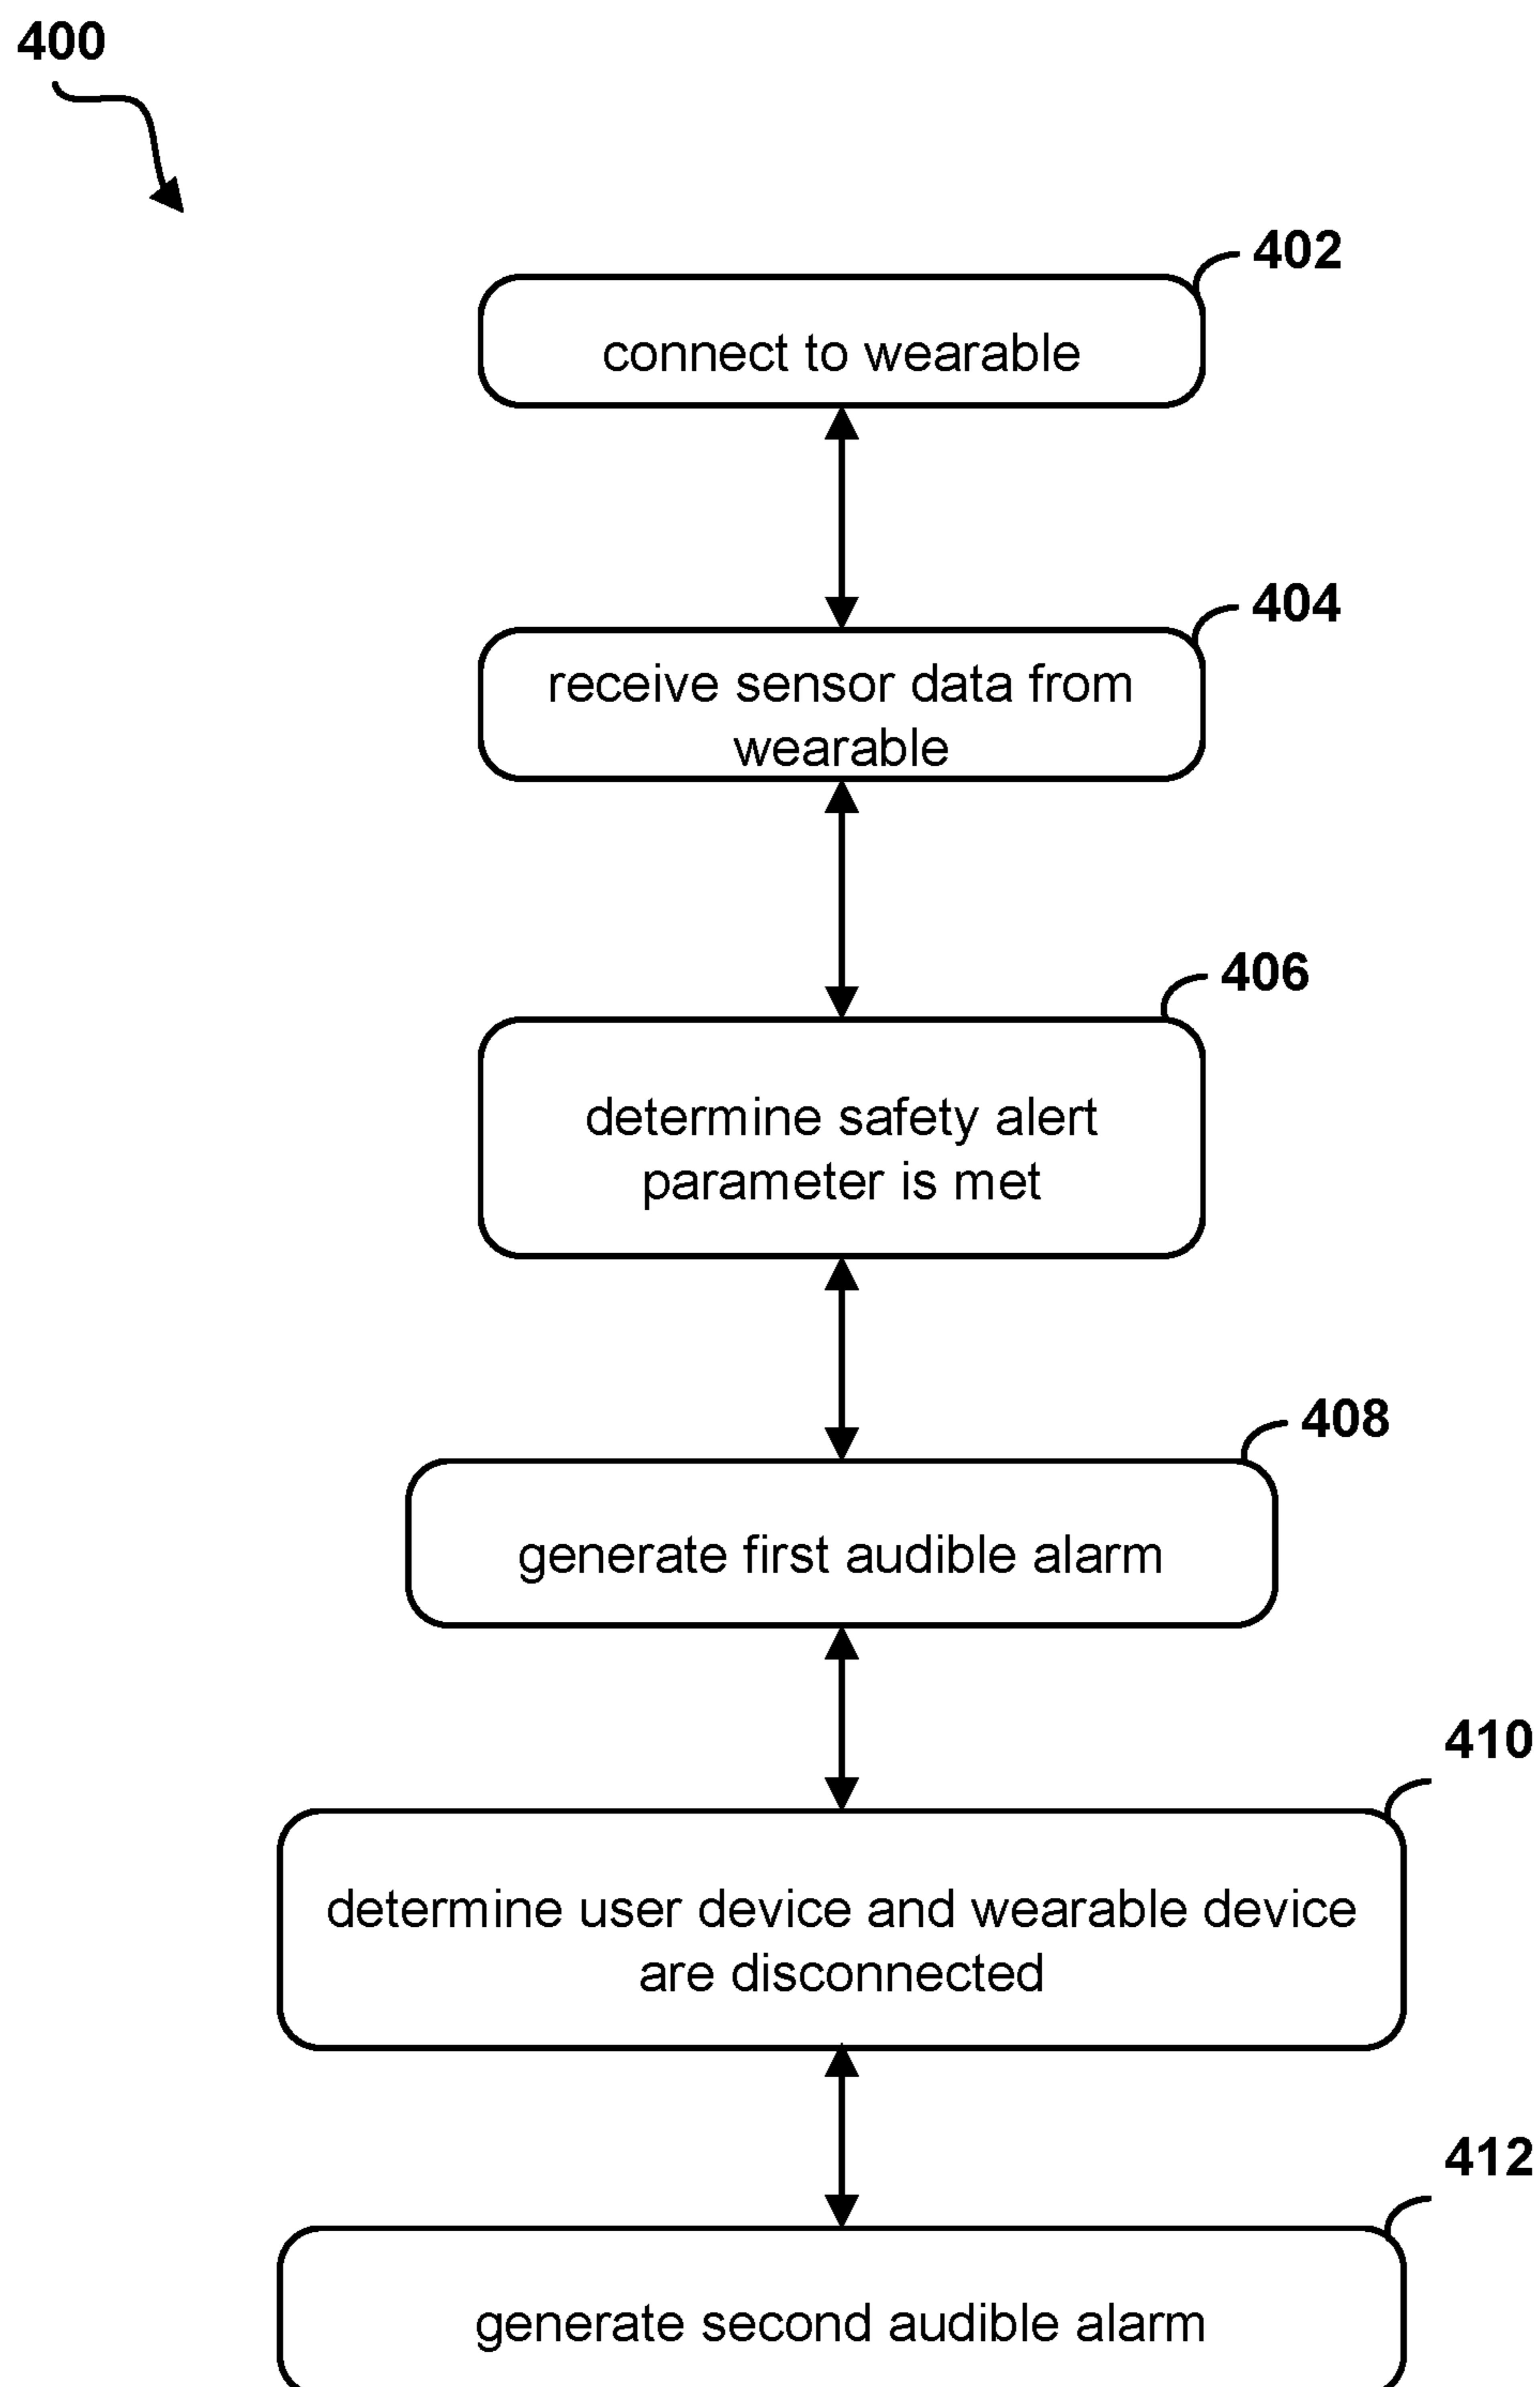 400
402
connect to wearable
404
receive sensor data from
wearable
406
determine safety alert
parameter is met
408
generate first audible alarm
410
determine user device and wearable device
are disconnected
412
generate second audible alarm